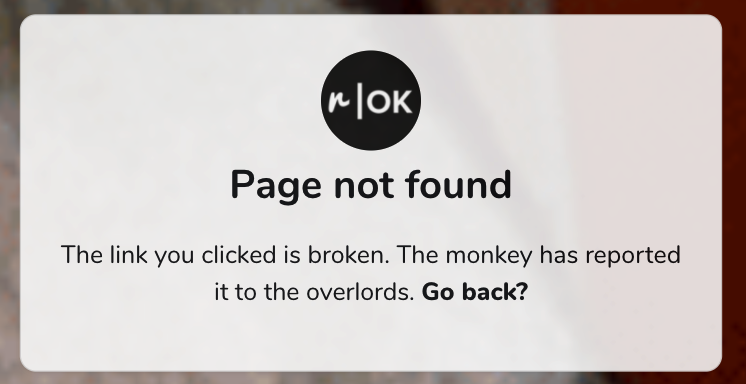 r|OK
Page not found
The link you clicked is broken. The monkey has reported
it to the overlords. Go back?